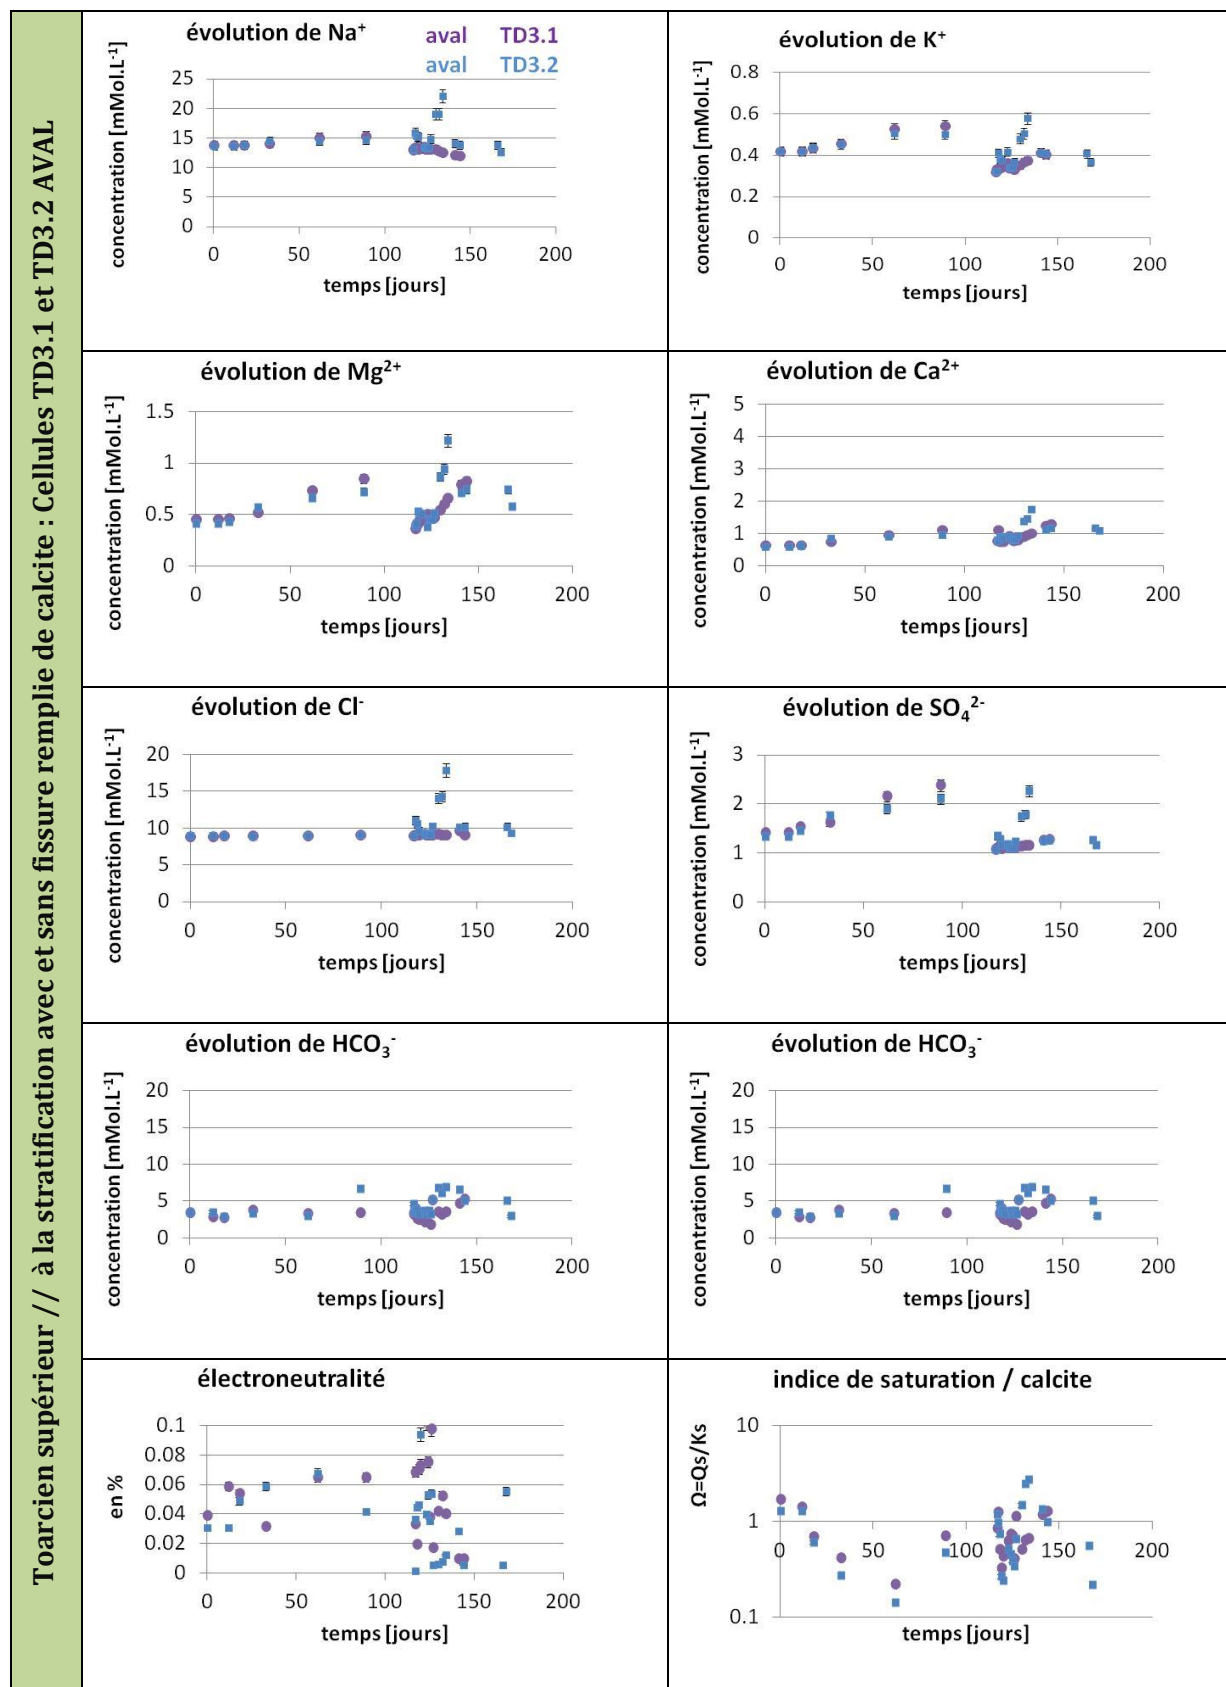 Toarcien supérieur // à la stratification avec et sans fissure remplie de calcite : Cellules TD3.1 et TD3.2 AVAL
évolution de Na⁺
aval TD3.1
aval TD3.2
concentration [mMol.L⁻¹]
25
20
15
10
5
0
0 50 100 150 200
temps [jours]
évolution de K⁺
concentration [mMol.L⁻¹]
0.8
0.6
0.4
0.2
0
0 50 100 150 200
temps [jours]
évolution de Mg²⁺
concentration [mMol.L⁻¹]
1.5
1
0.5
0
0 50 100 150 200
temps [jours]
évolution de Ca²⁺
concentration [mMol.L⁻¹]
5
4
3
2
1
0
0 50 100 150 200
temps [jours]
évolution de Cl⁻
concentration [mMol.L⁻¹]
20
15
10
5
0
0 50 100 150 200
temps [jours]
évolution de SO₄²⁻
concentration [mMol.L⁻¹]
3
2
1
0
0 50 100 150 200
temps [jours]
évolution de HCO₃⁻
concentration [mMol.L⁻¹]
20
15
10
5
0
0 50 100 150 200
temps [jours]
évolution de HCO₃⁻
concentration [mMol.L⁻¹]
20
15
10
5
0
0 50 100 150 200
temps [jours]
électroneutralité
en %
0.1
0.08
0.06
0.04
0.02
0
0 50 100 150 200
temps [jours]
indice de saturation / calcite
Ω=Qs/Ks
10
1
0.1
0 50 100 150 200
temps [jours]